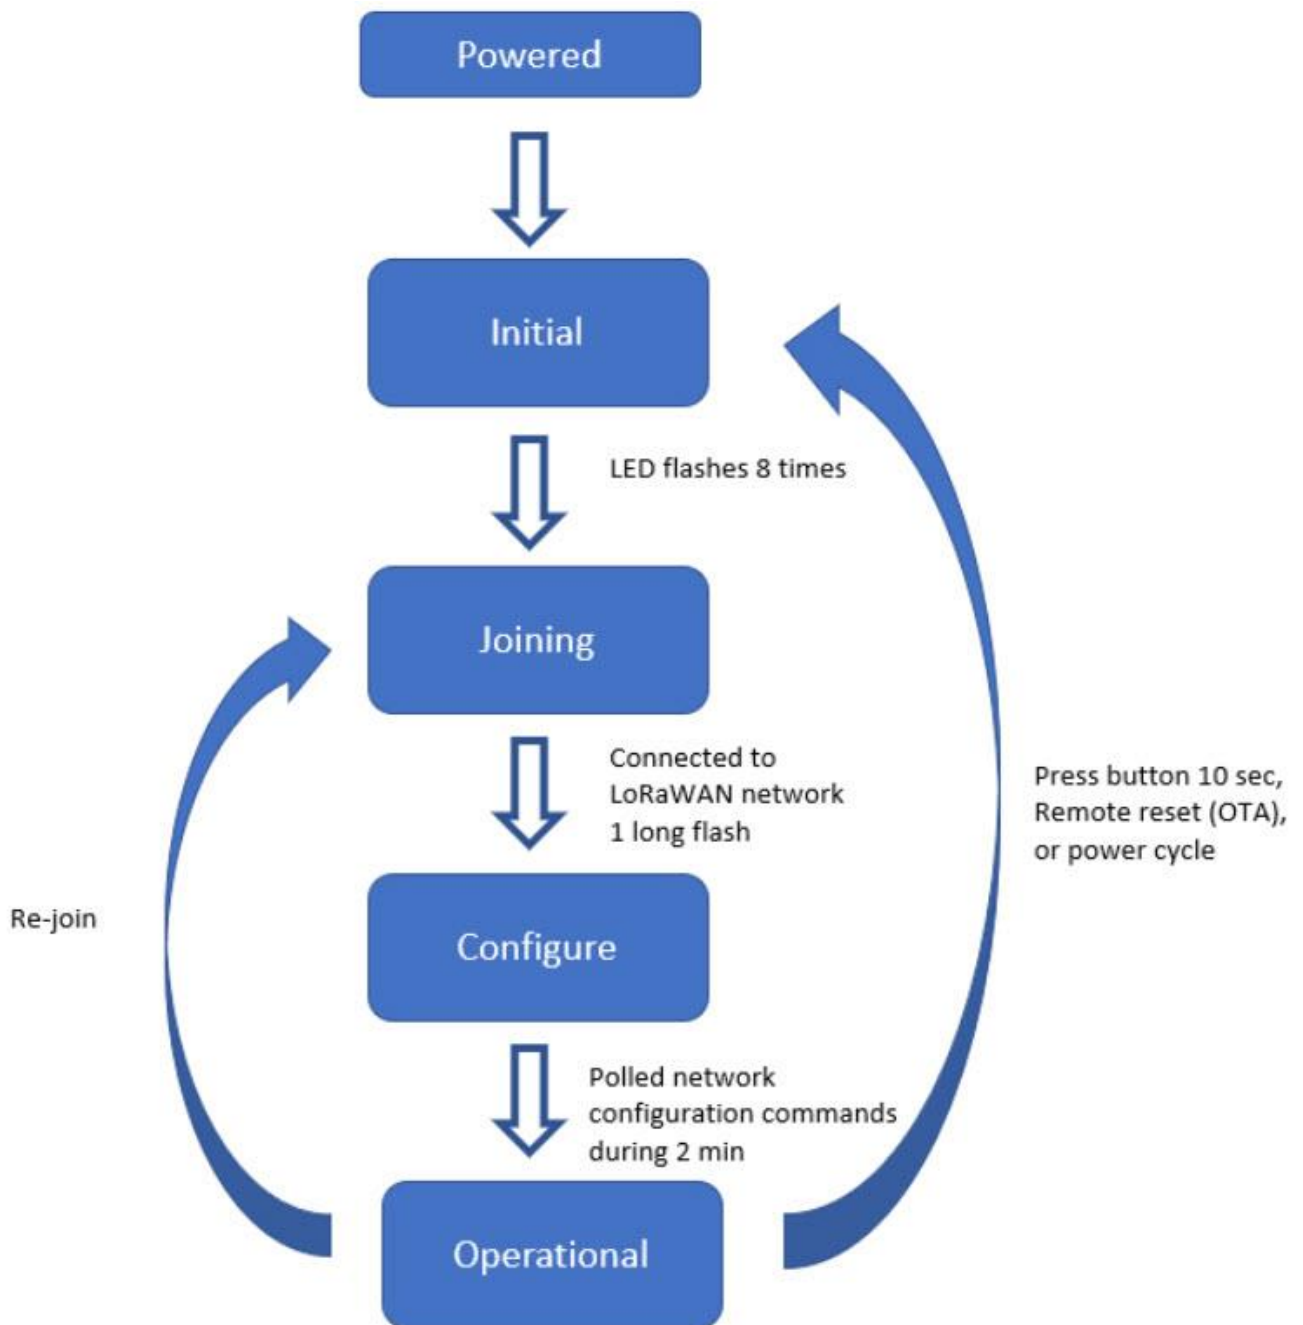 Powered
Initial
LED flashes 8 times
Joining
Connected to
LoRaWAN network
1 long flash
Press button 10 sec,
Remote reset (OTA),
or power cycle
Re-join
Configure
Polled network
configuration commands
during 2 min
Operational